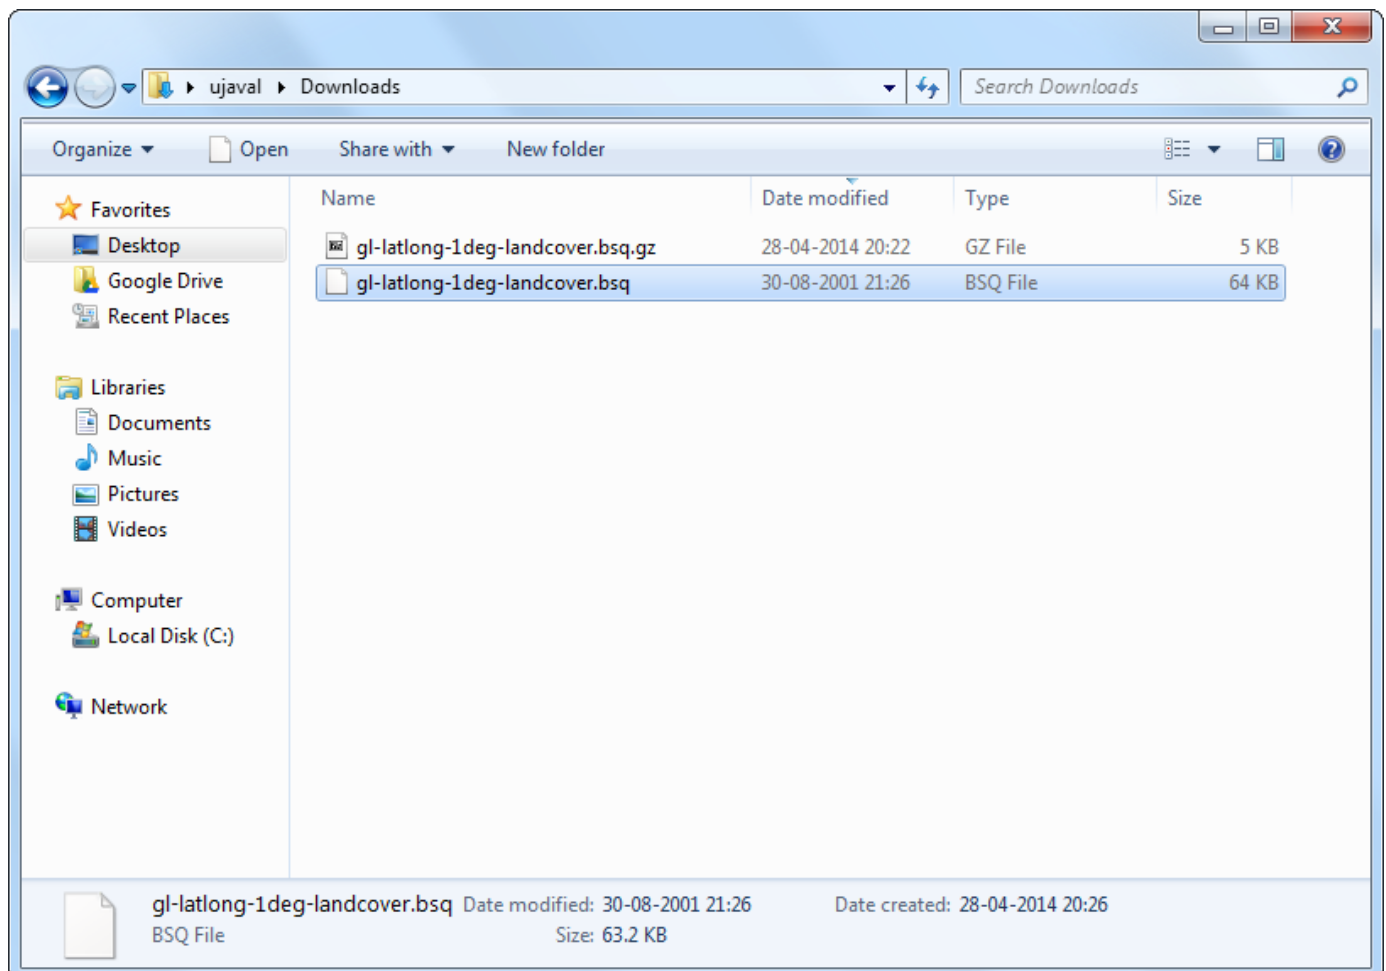 ujaval Downloads Search Downloads
Organize Open Share with New folder
Name Date modified Type Size
Favorites
Desktop
Google Drive
Recent Places
Libraries
Documents
Music
Pictures
Videos
Computer
Local Disk (C:)
Network
gl-latlong-1deg-landcover.bsq.gz 28-04-2014 20:22 GZ File 5 KB
gl-latlong-1deg-landcover.bsq 30-08-2001 21:26 BSQ File 64 KB
gl-latlong-1deg-landcover.bsq Date modified: 30-08-2001 21:26 Date created: 28-04-2014 20:26
BSQ File Size: 63.2 KB